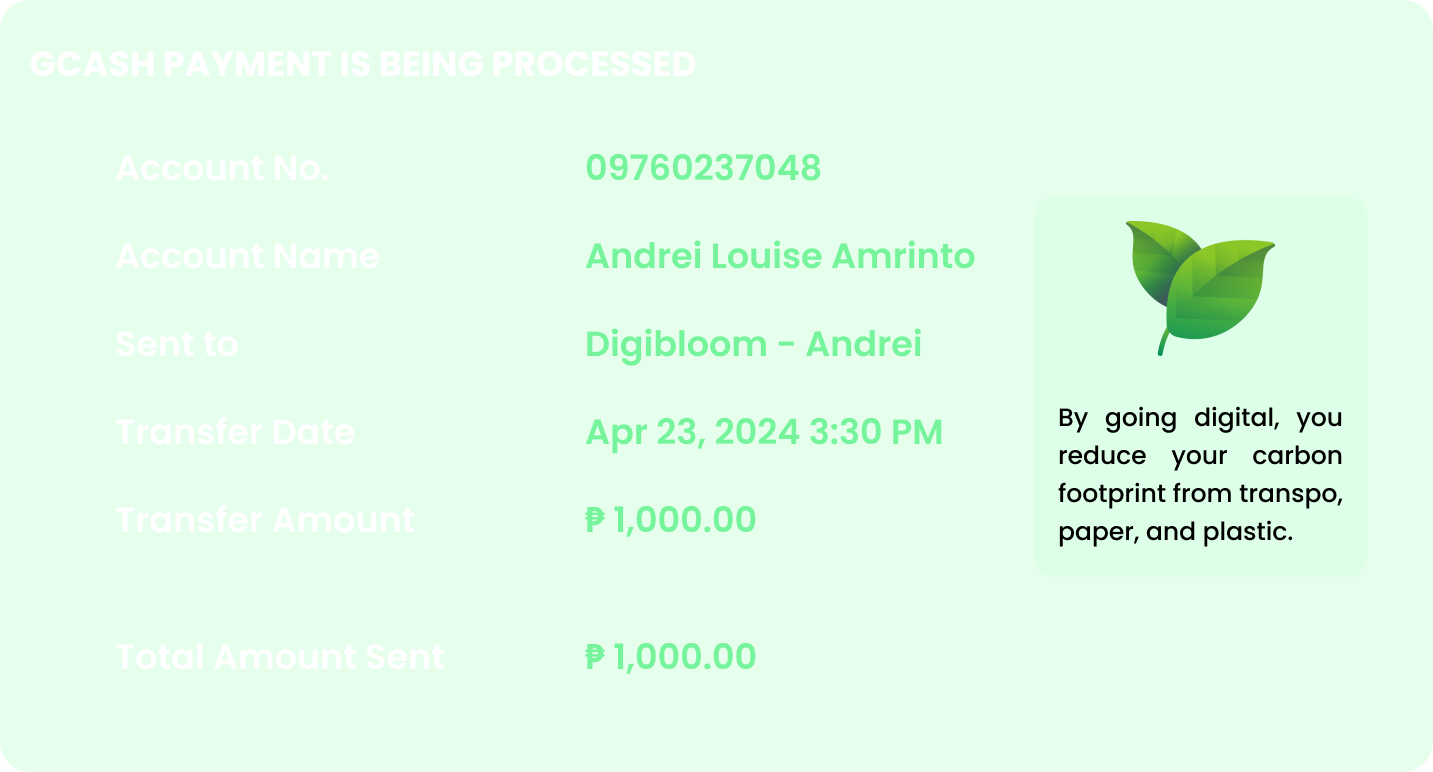 GCASH PAYMENT IS BEING PROCESSED
Account No. 09760237048
Account Name Andrei Louise Amrinto
Sent to Digibloom - Andrei
Transfer Date Apr 23, 2024 3:30 PM
Transfer Amount ₱ 1,000.00
Total Amount Sent ₱ 1,000.00
By going digital, you
reduce your carbon
footprint from transpo,
paper, and plastic.